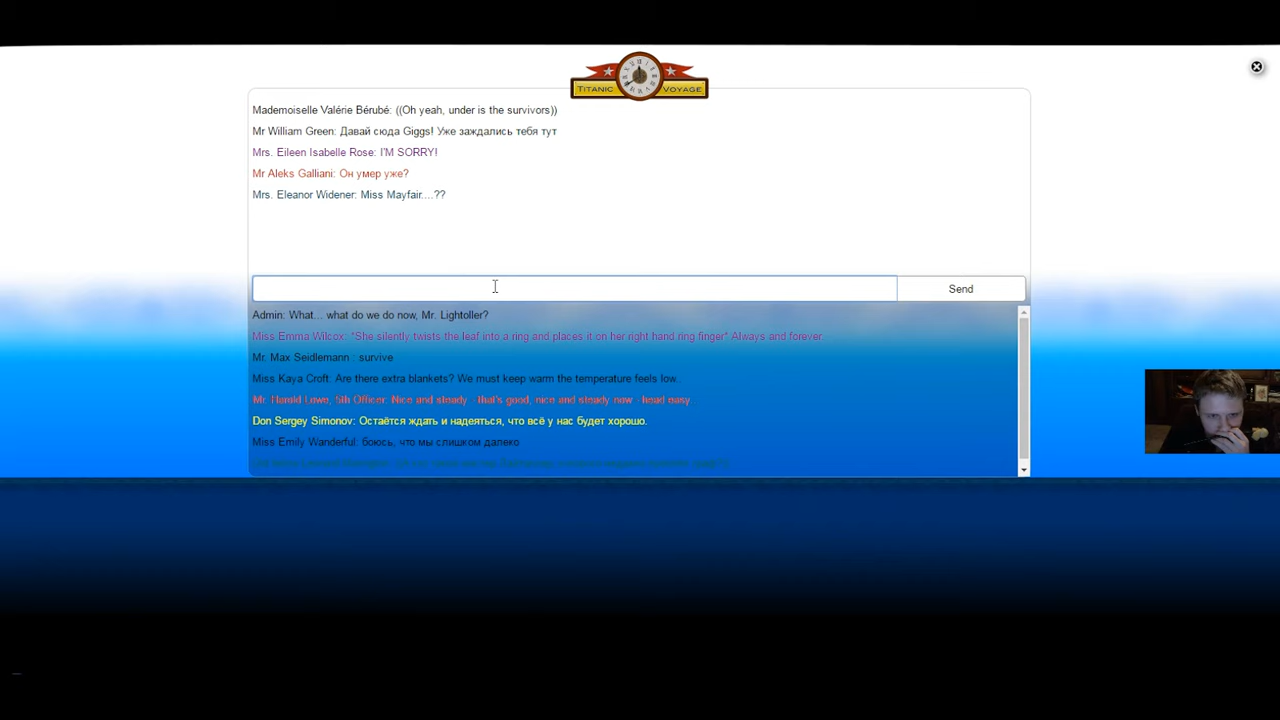 TITANIC VOYAGE
Mademoiselle Valérie Bérubé: ((Oh yeah, under is the survivors))
Mr William Green: Давай сюда Giggs! Уже заждались тебя тут
Mrs. Eileen Isabelle Rose: I'M SORRY!
Mr Aleks Galliani: Он умер уже?
Mrs. Eleanor Widener: Miss Mayfair....??
Send
Admin: What... what do we do now, Mr. Lightoller?
Miss Emma Wilcox: *She silently twists the leaf into a ring and places it on her right hand ring finger* Always and forever.
Mr. Max Seidlemann : survive
Miss Kaya Croft: Are there extra blankets? We must keep warm the temperature feels low.
Mr. Harold Lowe, 5th Officer: Nice and steady - that's good, nice and steady now - head easy.
Don Sergey Simonov: Остаётся ждать и надеяться, что всё у нас будет хорошо.
Miss Emily Wanderful: боюсь, что мы слишком далеко